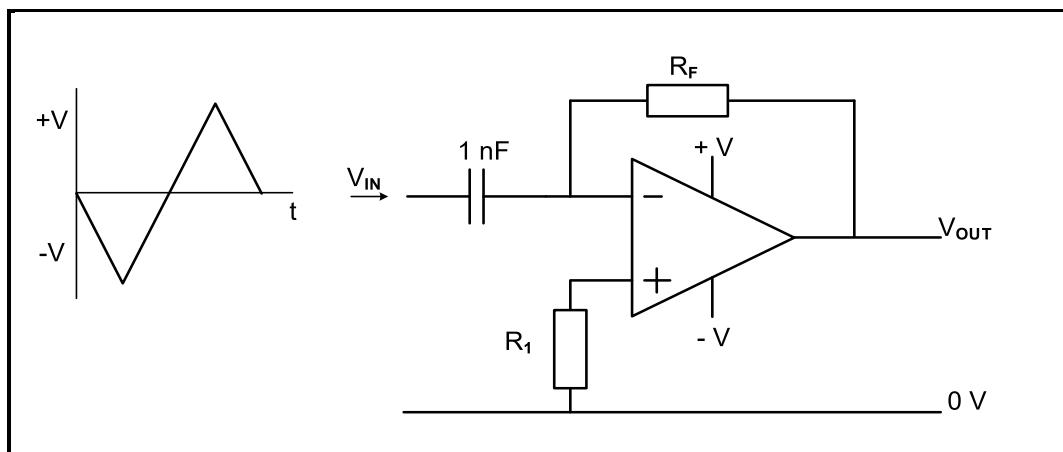 +V
-V
t
V_IN
1 nF
R_F
+ V
−
+
- V
V_OUT
R_1
0 V